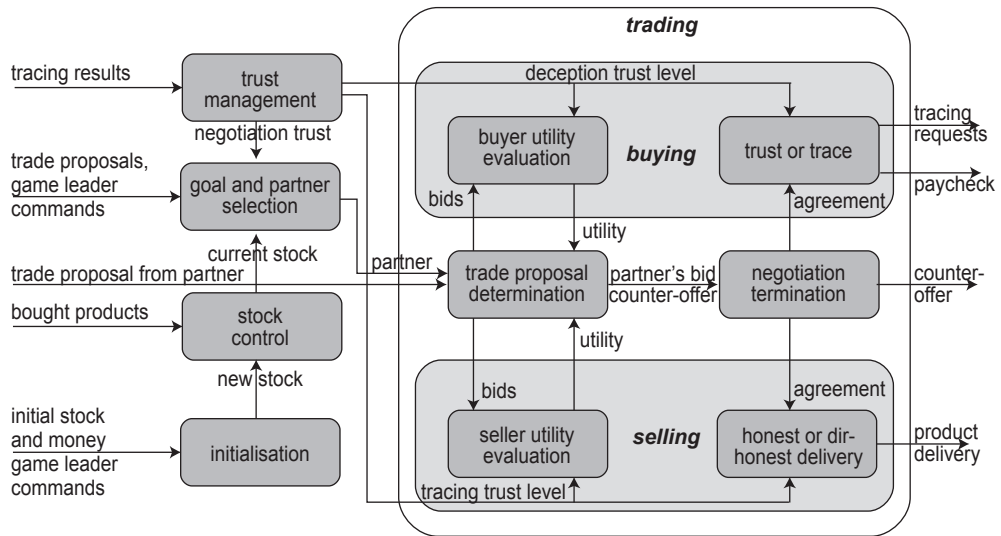 trading
tracing results
trust
management
deception trust level
negotiation trust
buyer utility
evaluation
buying
trust or trace
tracing
requests
trade proposals,
game leader
commands
goal and partner
selection
paycheck
bids
agreement
utility
current stock
partner
trade proposal from partner
trade proposal
determination
partner's bid
counter-offer
negotiation
termination
counter-
offer
bought products
stock
control
utility
new stock
bids
agreement
initial stock
and money
game leader
commands
initialisation
seller utility
evaluation
selling
honest or dir-
honest delivery
product
delivery
tracing trust level